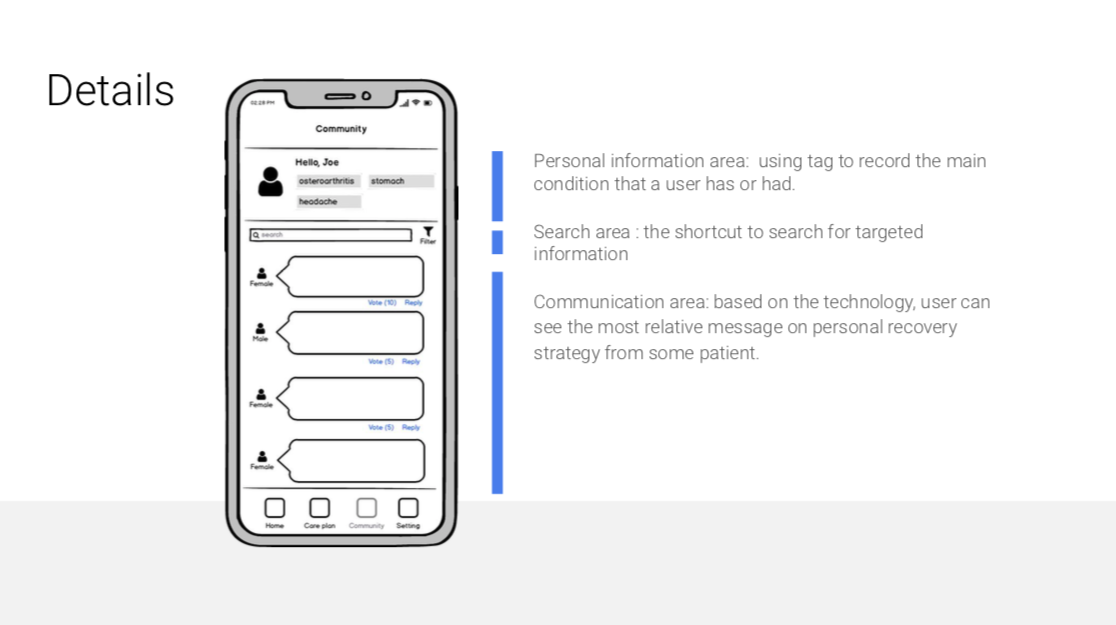 Details
02:28 PM
Community
Hello, Joe
osteroarthritis stomach
headache
search
Filter
Female
Vote (10) Reply
Male
Vote (5) Reply
Female
Vote (5) Reply
Female
Home Care plan Community Setting
Personal information area: using tag to record the main
condition that a user has or had.
Search area : the shortcut to search for targeted
information
Communication area: based on the technology, user can
see the most relative message on personal recovery
strategy from some patient.